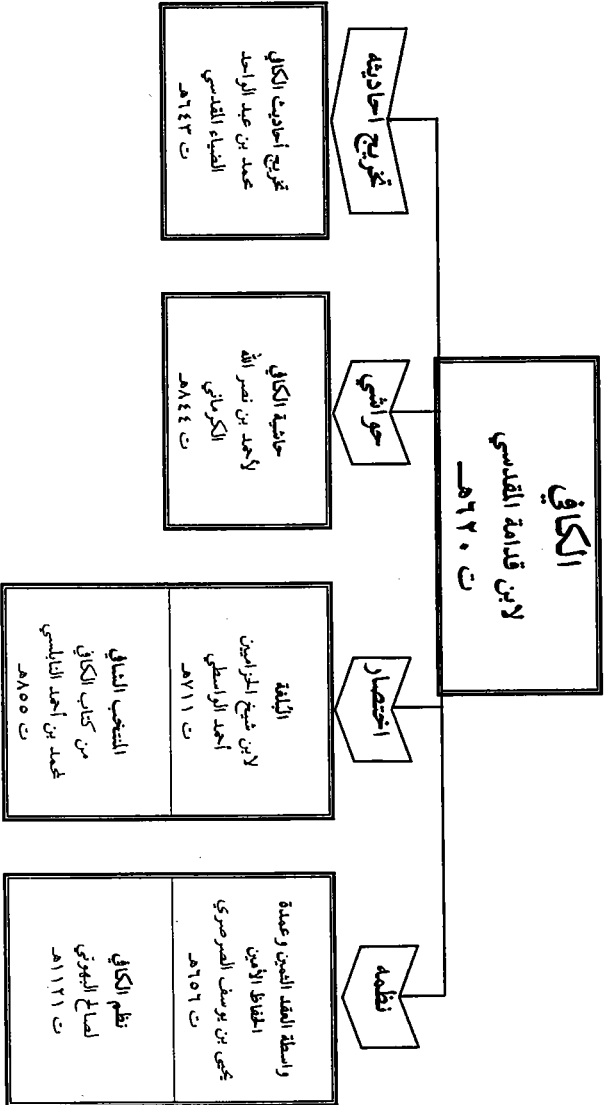 الكافي
لابن قدامة المقدسي
ت ٦٢٠هـ
نظمه
واسطة العقد الثمين وعمدة
الحفاظ الأمين
يحيى بن يوسف الصرصري
ت ٦٥٦هـ
نظم الكافي
لصالح البهوتي
ت ١١٢١هـ
اختصار
البلغة
لابن شيخ الحزاميين
أحمد الواسطي
ت ٧١١هـ
المنتخب الشافي
من كتاب الكافي
لمحمد بن أحمد النابلسي
ت ٨٥٥هـ
حواشي
حاشية الكافي
لأحمد بن نصر الله
الكرماني
ت ٨٤٤هـ
تخريج احاديثه
تخريج أحاديث الكافي
محمد بن عبد الواحد
الضياء المقدسي
ت ٦٤٣هـ